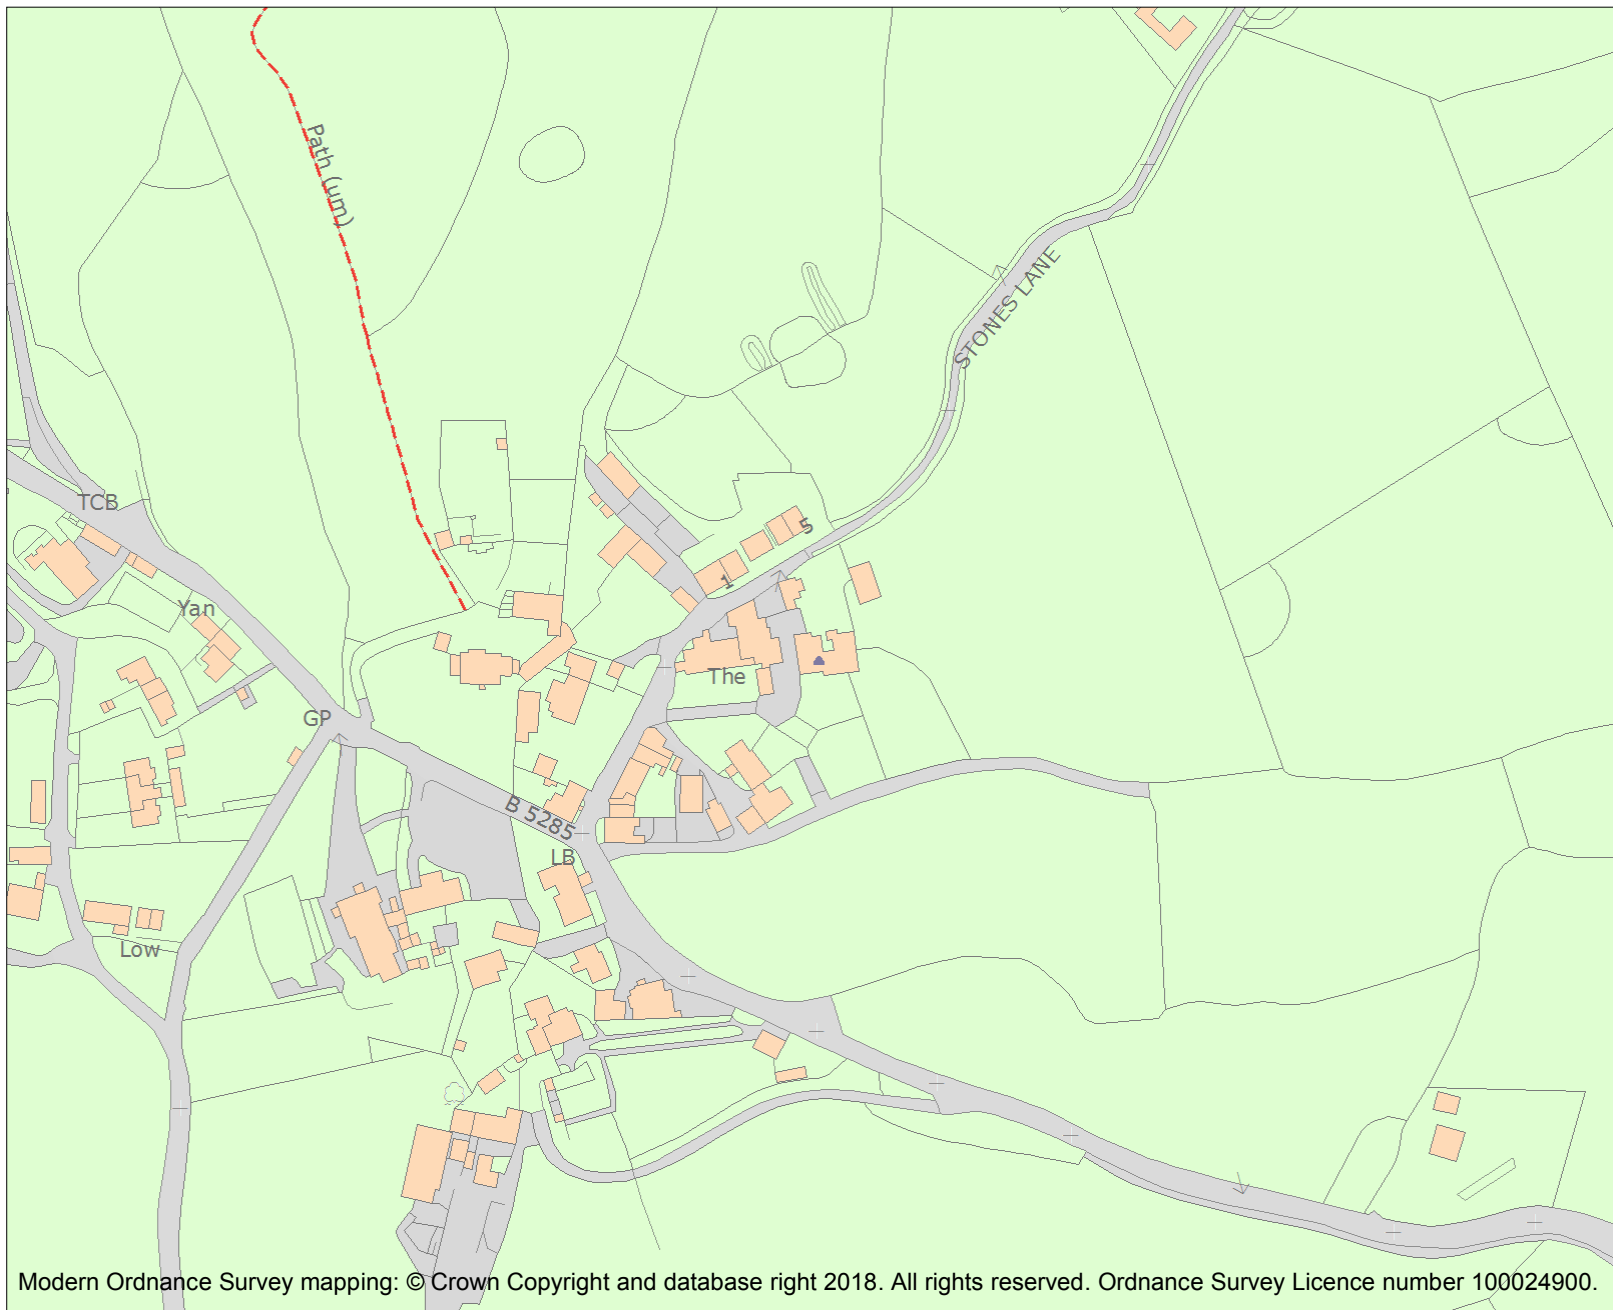 Path (um)
STONES LANE
TCB
5
1
Yan
The
GP
B 5285
LB
Low
Modern Ordnance Survey mapping: © Crown Copyright and database right 2018. All rights reserved. Ordnance Survey Licence number 100024900.